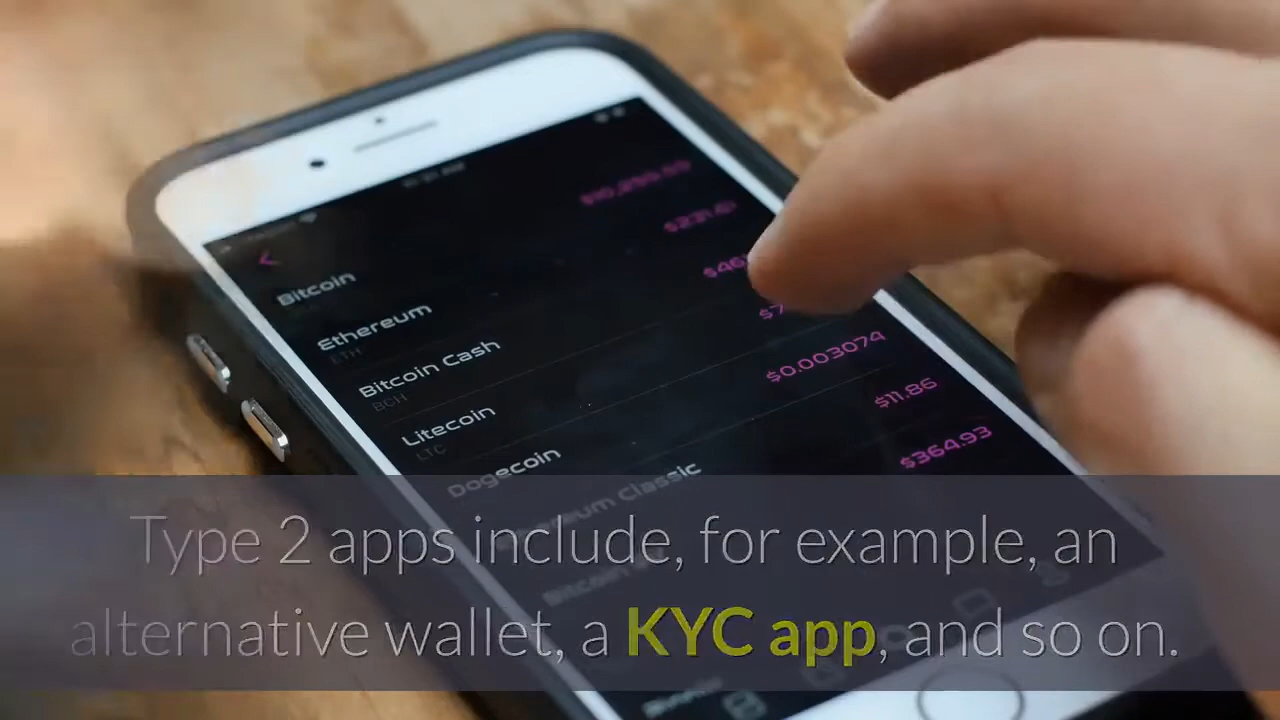 Bitcoin
Ethereum
ETH
Bitcoin Cash
BCH
Litecoin
LTC
$0.003074
Dogecoin
$11.86
Classic
$364.93
Type 2 apps include, for example, an
alternative wallet, a KYC app, and so on.